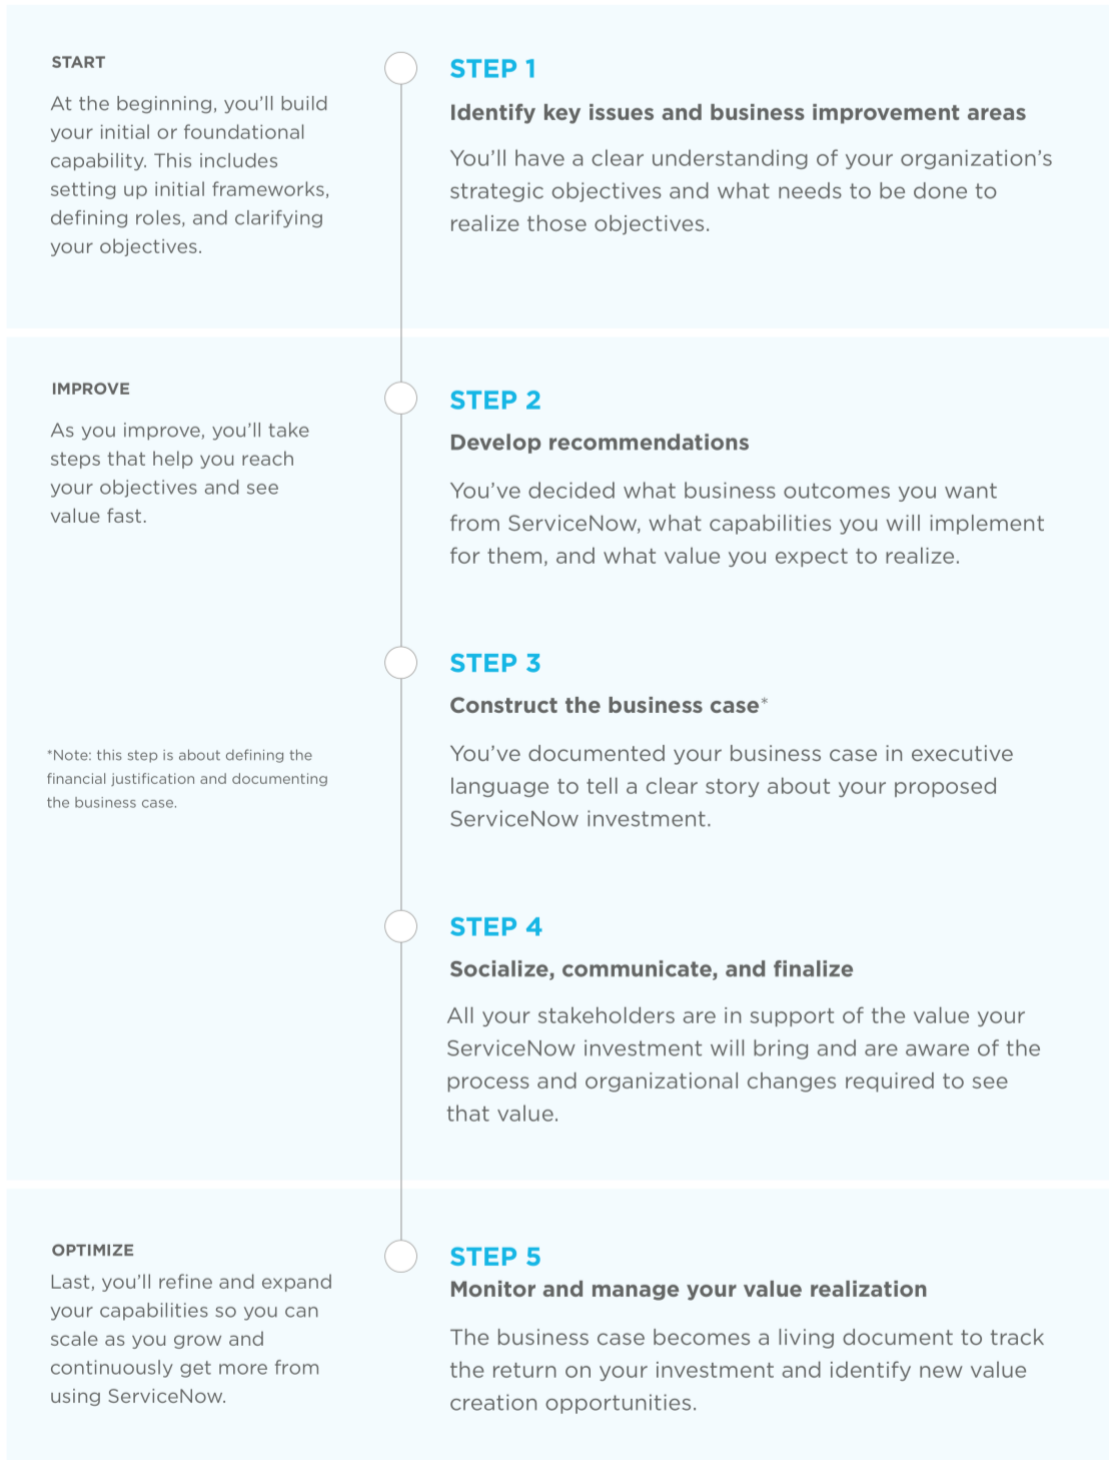 START
At the beginning, you’ll build
your initial or foundational
capability. This includes
setting up initial frameworks,
defining roles, and clarifying
your objectives.
STEP 1
Identify key issues and business improvement areas
You’ll have a clear understanding of your organization’s
strategic objectives and what needs to be done to
realize those objectives.
IMPROVE
As you improve, you’ll take
steps that help you reach
your objectives and see
value fast.
STEP 2
Develop recommendations
You’ve decided what business outcomes you want
from ServiceNow, what capabilities you will implement
for them, and what value you expect to realize.
STEP 3
Construct the business case*
You’ve documented your business case in executive
language to tell a clear story about your proposed
ServiceNow investment.
*Note: this step is about defining the
financial justification and documenting
the business case.
STEP 4
Socialize, communicate, and finalize
All your stakeholders are in support of the value your
ServiceNow investment will bring and are aware of the
process and organizational changes required to see
that value.
OPTIMIZE
Last, you’ll refine and expand
your capabilities so you can
scale as you grow and
continuously get more from
using ServiceNow.
STEP 5
Monitor and manage your value realization
The business case becomes a living document to track
the return on your investment and identify new value
creation opportunities.